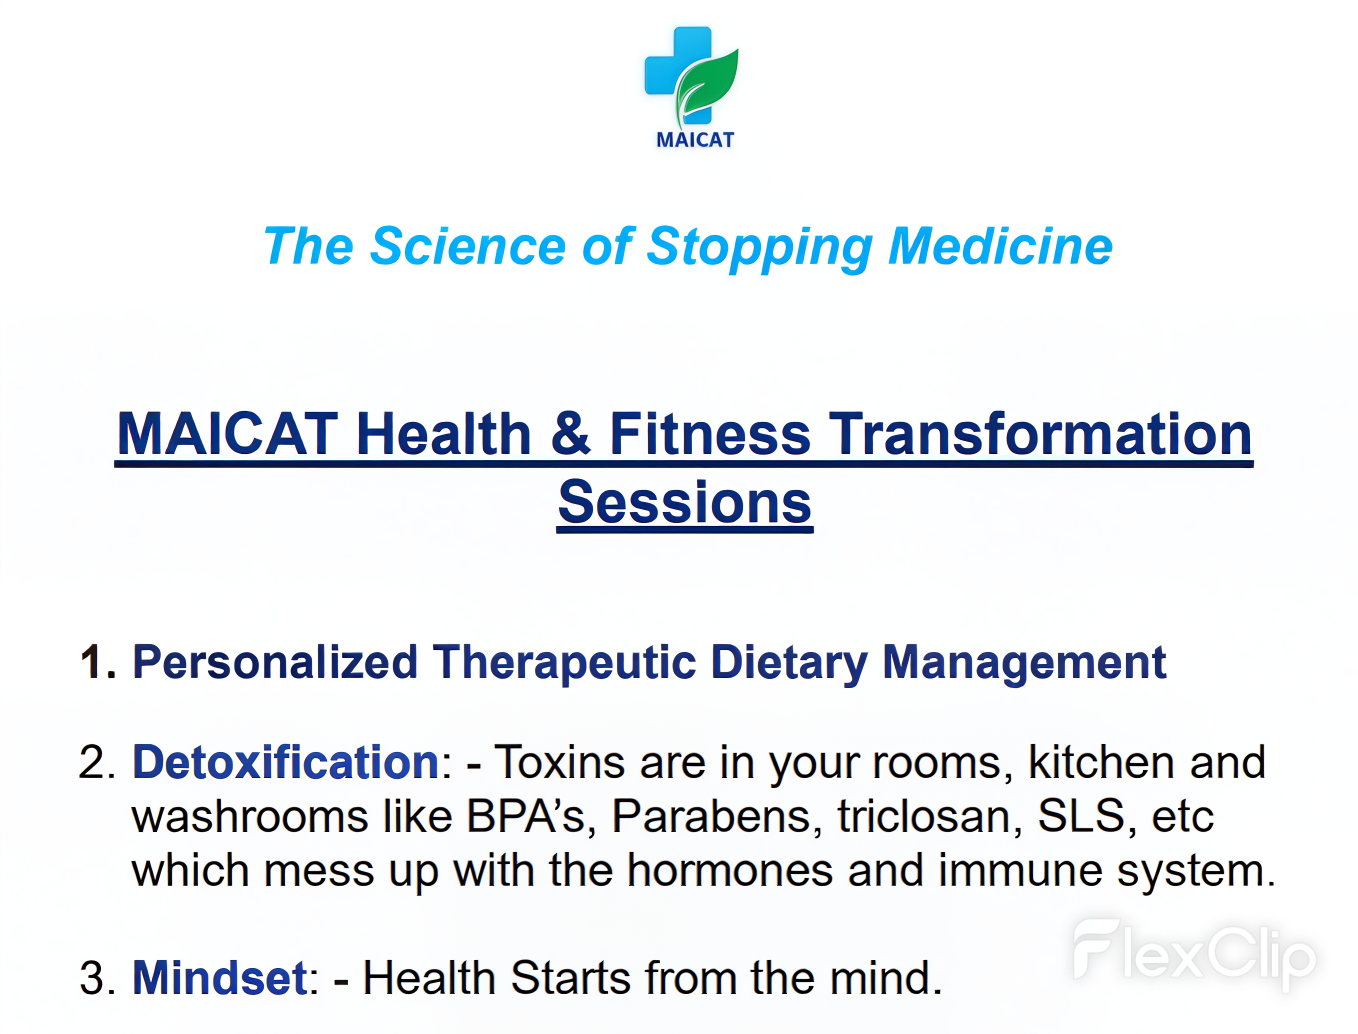 MAICAT
The Science of Stopping Medicine
MAICAT Health & Fitness Transformation
Sessions
1. Personalized Therapeutic Dietary Management
2. Detoxification: - Toxins are in your rooms, kitchen and
washrooms like BPA’s, Parabens, triclosan, SLS, etc
which mess up with the hormones and immune system.
3. Mindset: - Health Starts from the mind.
FlexClip